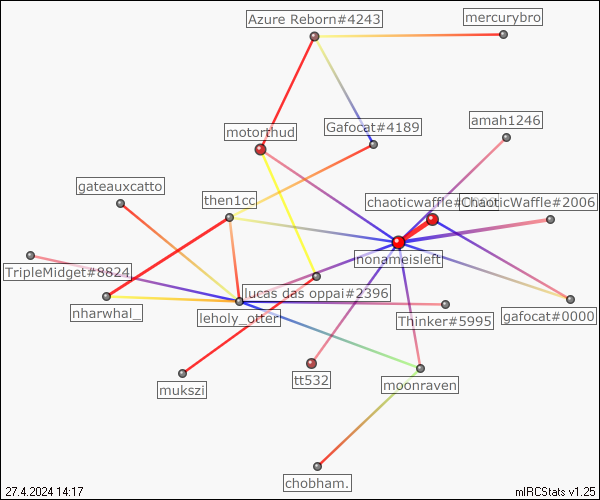 Azure Reborn#4243
mercurybro
amah1246
Gafocat#4189
motorthud
gateauxcatto
then1cc
ChaoticWaffle#2006
nonameisleft
TripleMidget#8824
lucas das oppai#2396
nharwhal_
leholy_otter
Thinker#5995
gafocat#0000
tt532
moonraven
mukszi
chobham.
27.4.2024 14:17
mIRCStats v1.25